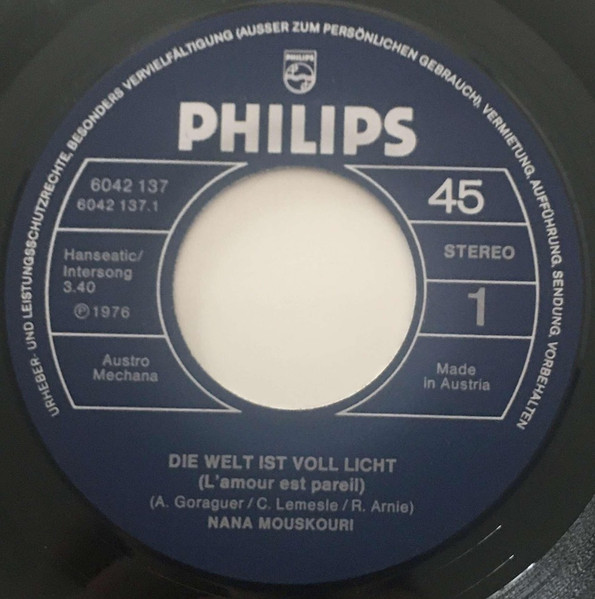 URHEBER- UND LEISTUNGSSCHUTZRECHTE, BESONDERS VERVIELFÄLTIGUNG (AUSSER ZUM PERSÖNLICHEN GEBRAUCH), VERMIETUNG, AUFFÜHRUNG, SENDUNG, VORBEHALTEN
PHILIPS
PHILIPS
6042 137
6042 137.1
45
Hanseatic/
Intersong
3.40
℗ 1976
STEREO
1
Austro
Mechana
Made
in Austria
DIE WELT IST VOLL LICHT
(L'amour est pareil)
(A. Goraguer / C. Lemesle / R. Arnie)
NANA MOUSKOURI